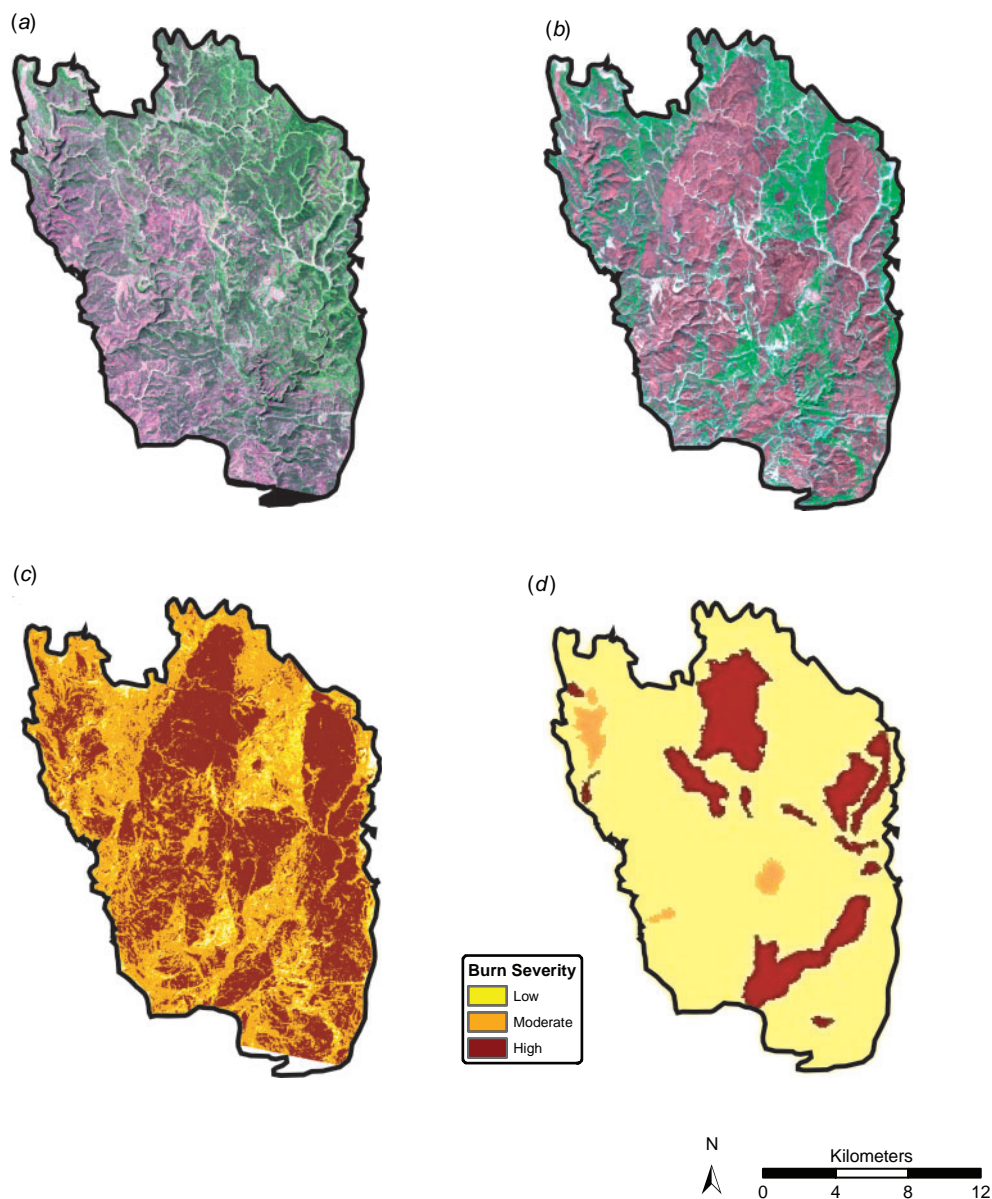 (a)
(b)
(c)
(d)
Burn Severity
Low
Moderate
High
N
Kilometers
0 4 8 12